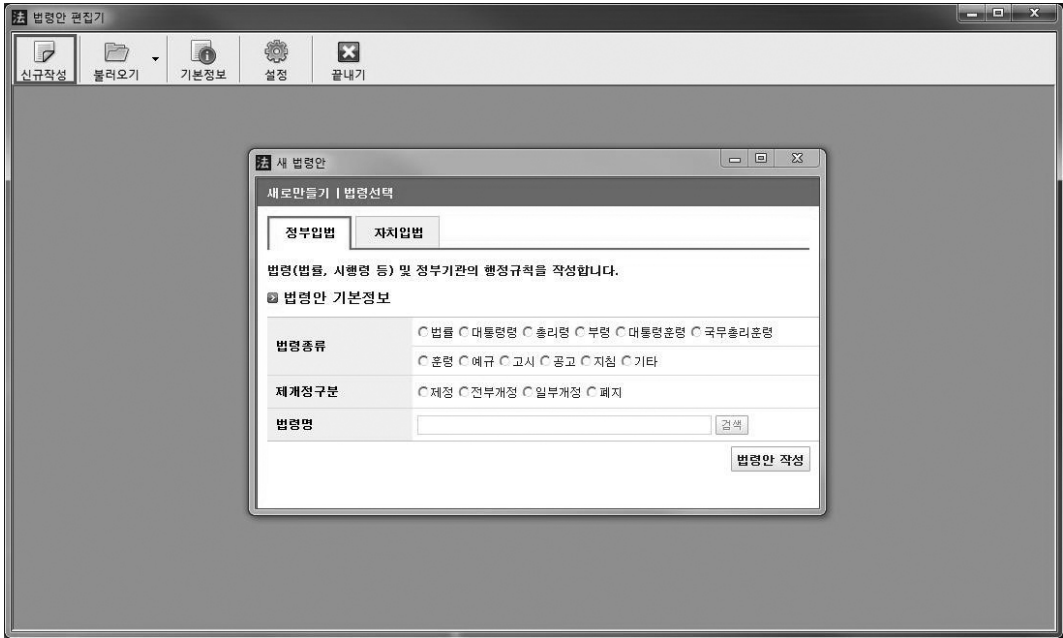 法 법령안 편집기
신규작성 불러오기 기본정보 설정 끝내기
法 새 법령안
새로만들기 | 법령선택
정부입법 자치입법
법령(법률, 시행령 등) 및 정부기관의 행정규칙을 작성합니다.
법령안 기본정보
법령종류
법률 대통령령 총리령 부령 대통령훈령 국무총리훈령
훈령 예규 고시 공고 지침 기타
제개정구분 제정 전부개정 일부개정 폐지
법령명 검색
법령안 작성